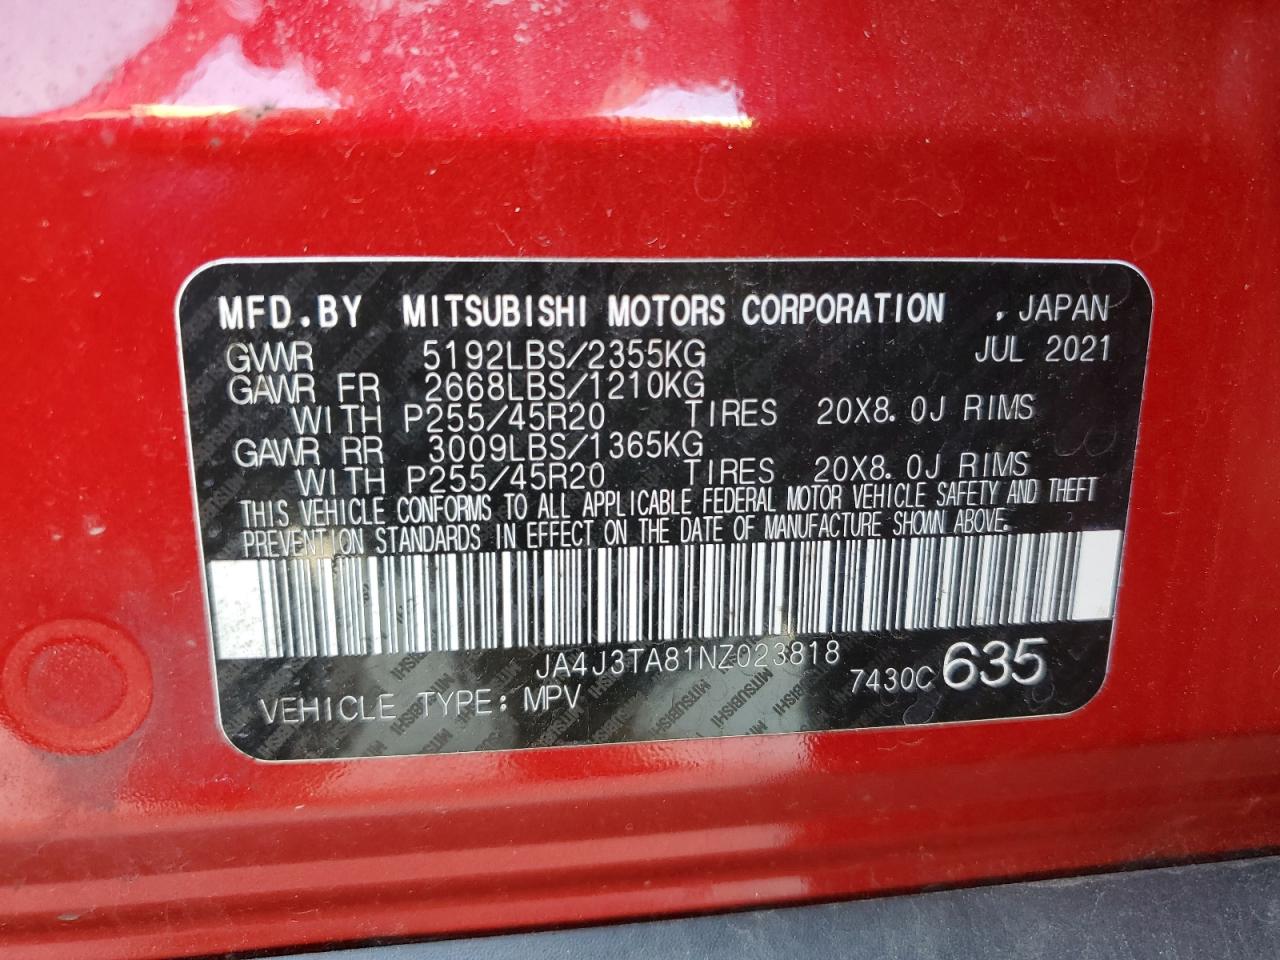 MFD.BY MITSUBISHI MOTORS CORPORATION , JAPAN
GVWR 5192LBS/2355KG JUL 2021
GAWR FR 2668LBS/1210KG
WITH P255/45R20 TIRES 20X8.0J RIMS
GAWR RR 3009LBS/1365KG
WITH P255/45R20 TIRES 20X8.0J RIMS
THIS VEHICLE CONFORMS TO ALL APPLICABLE FEDERAL MOTOR VEHICLE SAFETY AND THEFT
PREVENTION STANDARDS IN EFFECT ON THE DATE OF MANUFACTURE SHOWN ABOVE.
JA4J3TA81NZ023818
7430C 635
VEHICLE TYPE: MPV